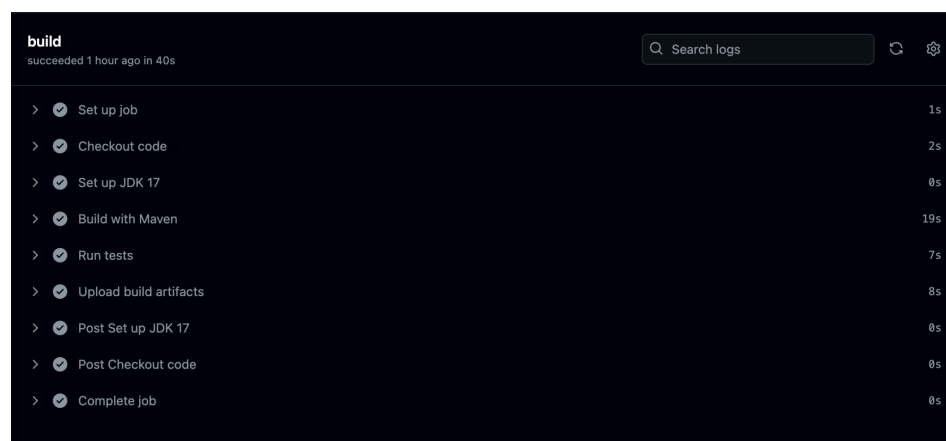 build
succeeded 1 hour ago in 40s
Search logs
Set up job 1s
Checkout code 2s
Set up JDK 17 0s
Build with Maven 19s
Run tests 7s
Upload build artifacts 8s
Post Set up JDK 17 0s
Post Checkout code 0s
Complete job 0s